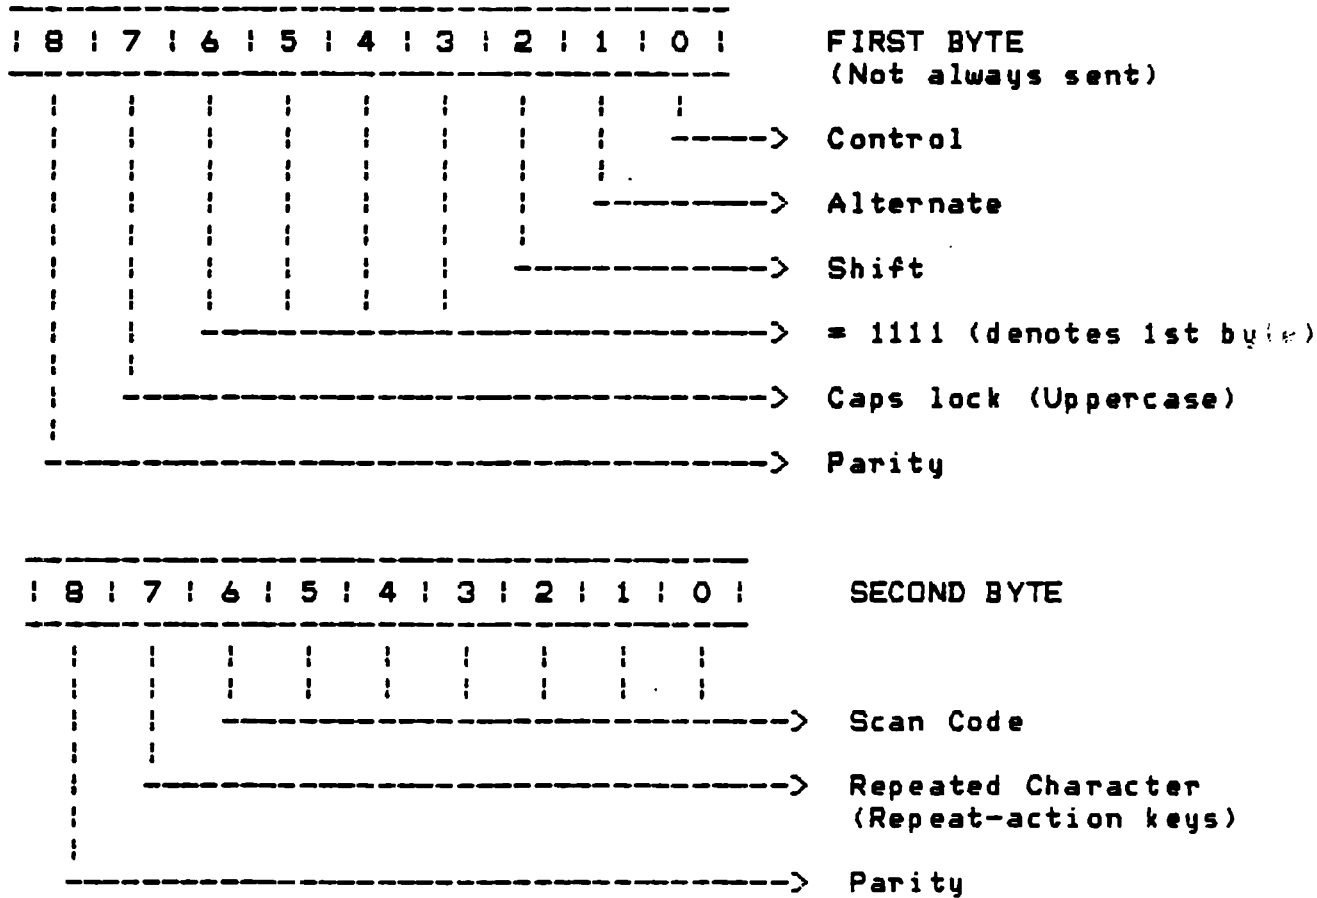 | 8 | 7 | 6 | 5 | 4 | 3 | 2 | 1 | 0 | FIRST BYTE
(Not always sent)
-----> Control
-------> Alternate
---------> Shift
-----------------> = 1111 (denotes 1st byte)
-------------------> Caps lock (Uppercase)
---------------------> Parity
| 8 | 7 | 6 | 5 | 4 | 3 | 2 | 1 | 0 | SECOND BYTE
-----------------> Scan Code
-------------------> Repeated Character
(Repeat-action keys)
---------------------> Parity